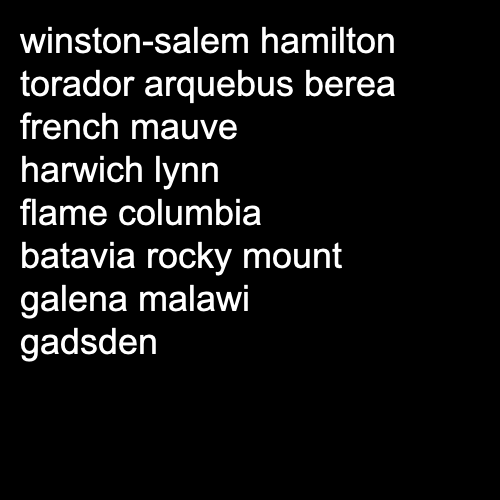 winston-salem hamilton
torador arquebus berea
french mauve
harwich lynn
flame columbia
batavia rocky mount
galena malawi
gadsden